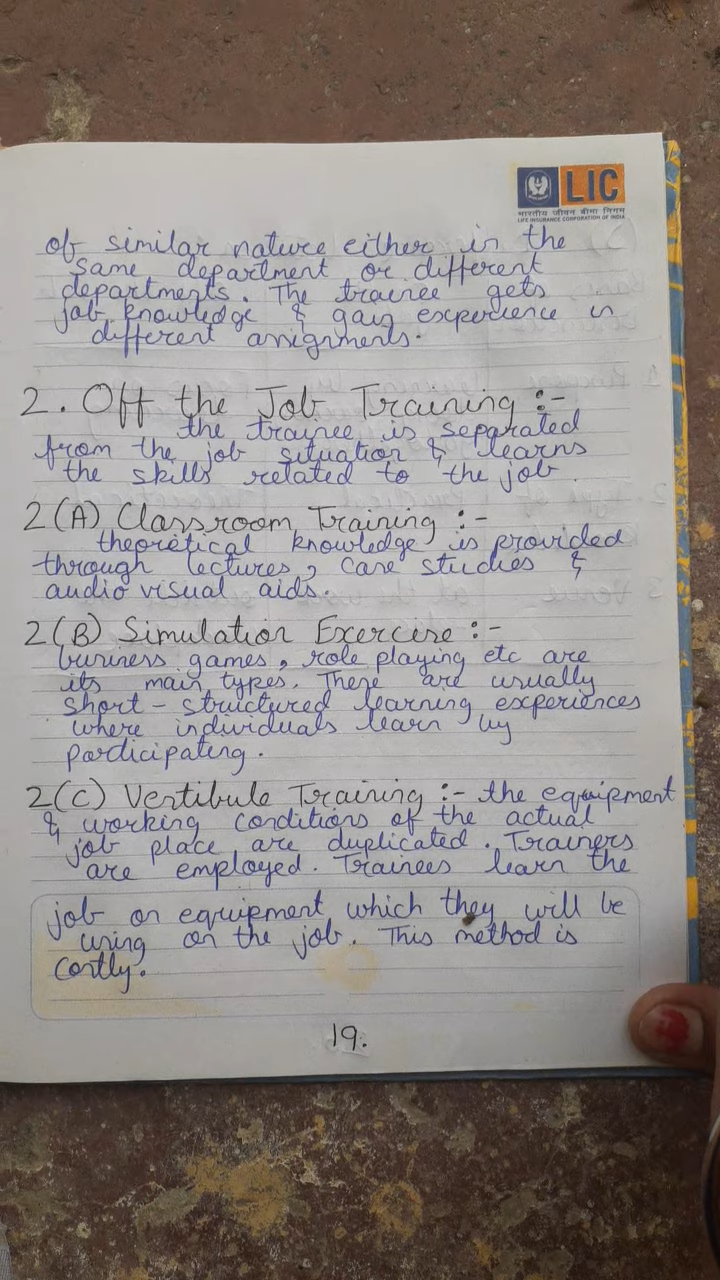 LIC
भारतीय जीवन बीमा निगम
LIFE INSURANCE CORPORATION OF INDIA
of similar nature either in the
same department or different
departments. The trainee gets
job knowledge & gain experience in
different assignments.
2. Off the Job Training :-
the trainee is separated
from the job situation & learns
the skills related to the job.
2(A) Classroom Training :-
theoretical knowledge is provided
through lectures, case studies &
audio visual aids.
2(B) Simulation Exercise :-
business games, role playing etc are
its main types. These are usually
short-structured learning experiences
where individuals learn by
participating.
2(C) Vestibule Training :- the equipment
& working conditions of the actual
job place are duplicated. Trainers
are employed. Trainees learn the
job on equipment which they will be
using on the job. This method is
costly.
19.